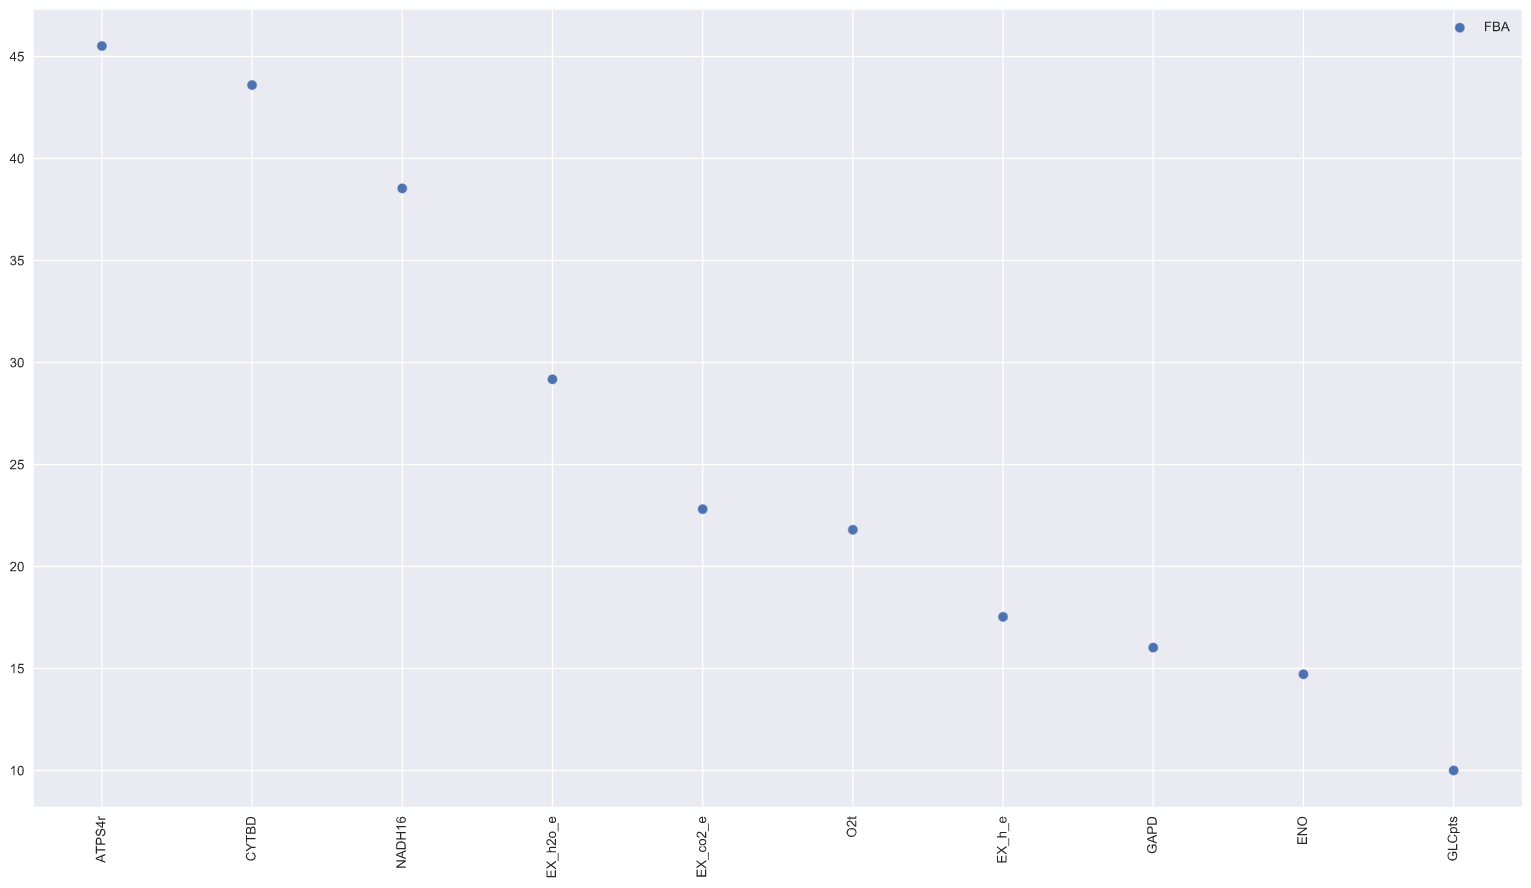 FBA
45
40
35
30
25
20
15
10
ATPS4r
CYTBD
NADH16
EX_h2o_e
EX_co2_e
O2t
EX_h_e
GAPD
ENO
GLCpts